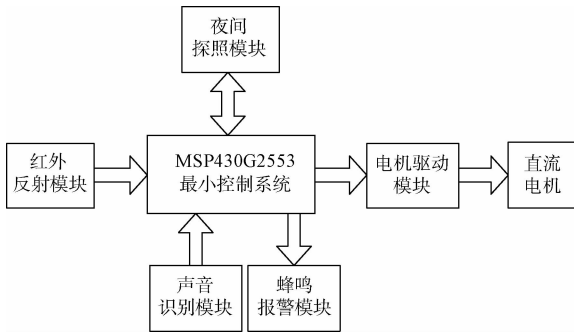 夜间
探照模块
红外
反射模块
MSP430G2553
最小控制系统
电机驱动
模块
直流
电机
声音
识别模块
蜂鸣
报警模块